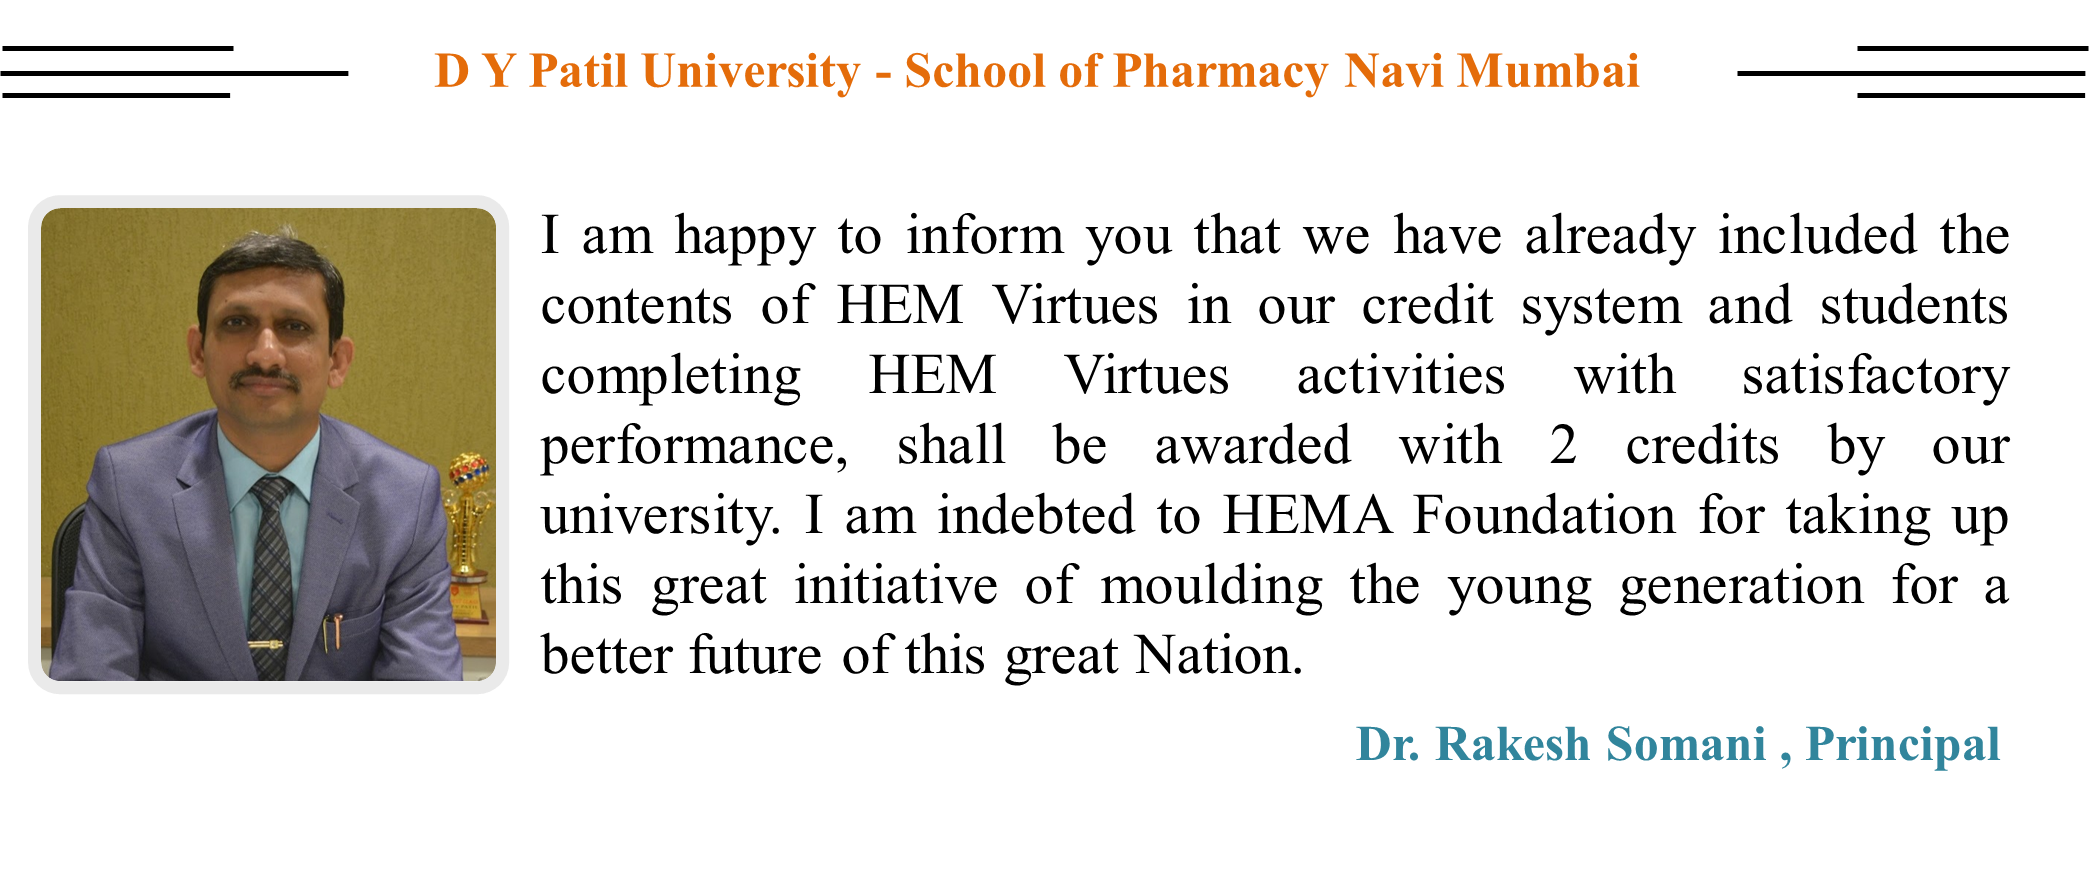 D Y Patil University - School of Pharmacy Navi Mumbai
I am happy to inform you that we have already included the
contents of HEM Virtues in our credit system and students
completing HEM Virtues activities with satisfactory
performance, shall be awarded with 2 credits by our
university. I am indebted to HEMA Foundation for taking up
this great initiative of moulding the young generation for a
better future of this great Nation.
Dr. Rakesh Somani , Principal